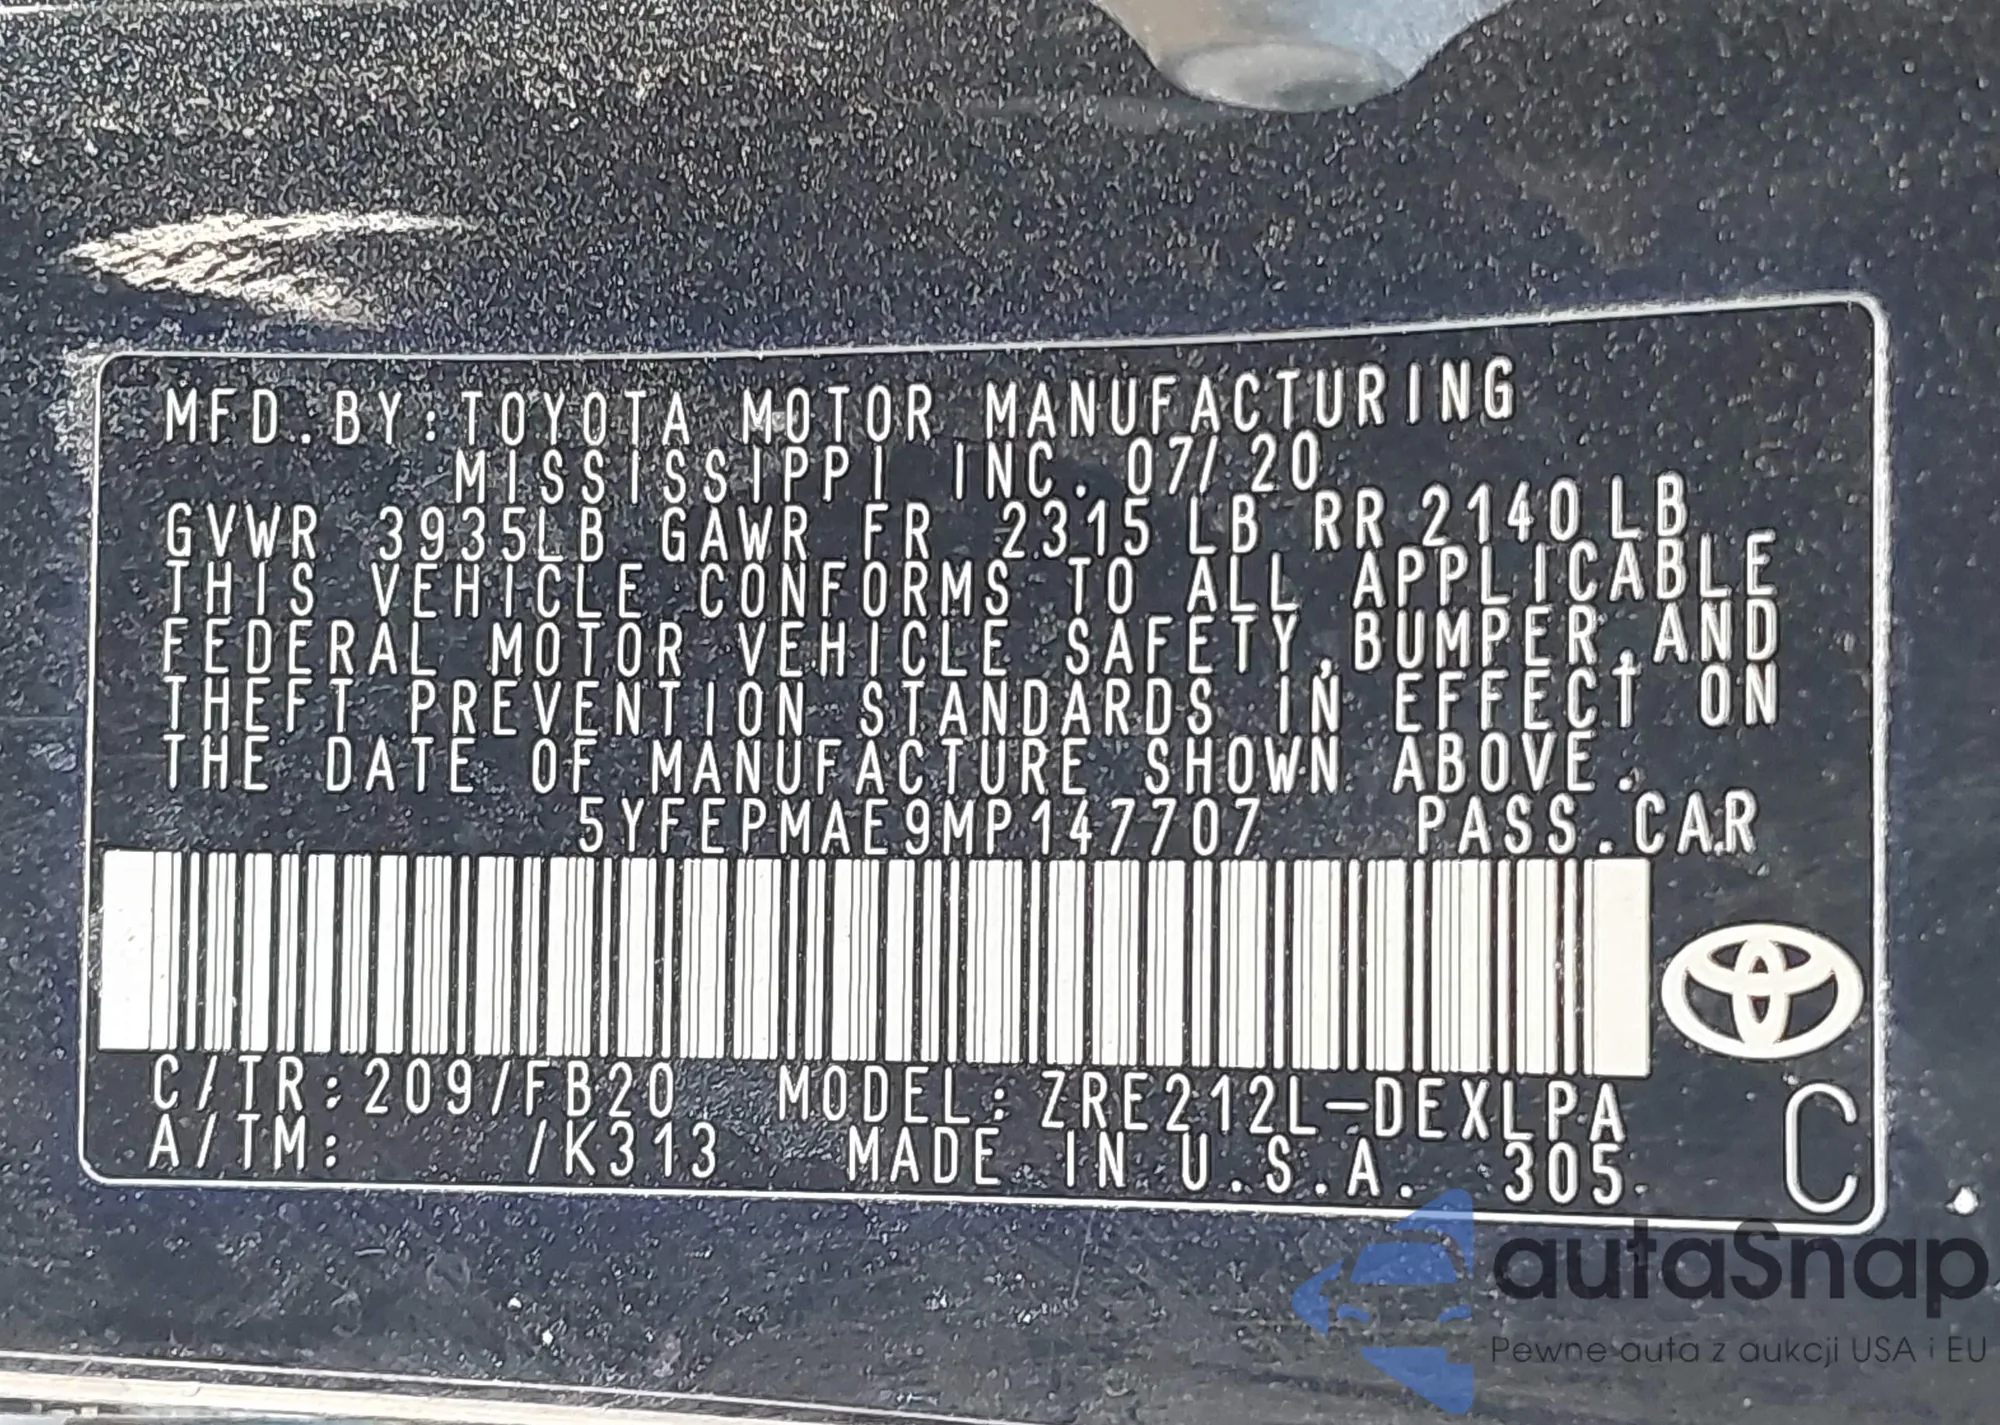 MFD. BY: TOYOTA MOTOR MANUFACTURING
MISSISSIPPI INC. 07/20
GVWR 3935LB GAWR FR 2315 LB RR 2140 LB
THIS VEHICLE CONFORMS TO ALL APPLICABLE
FEDERAL MOTOR VEHICLE SAFETY, BUMPER, AND
THEFT PREVENTION STANDARDS IN EFFECT ON
THE DATE OF MANUFACTURE SHOWN ABOVE.
5YFEPMAE9MP147707 PASS. CAR
C/TR: 209/FB20 MODEL: ZRE212L-DEXLPA
A/TM: /K313 MADE IN U.S.A. 305
C
autaSnap
Pewne auta z aukcji USA i EU